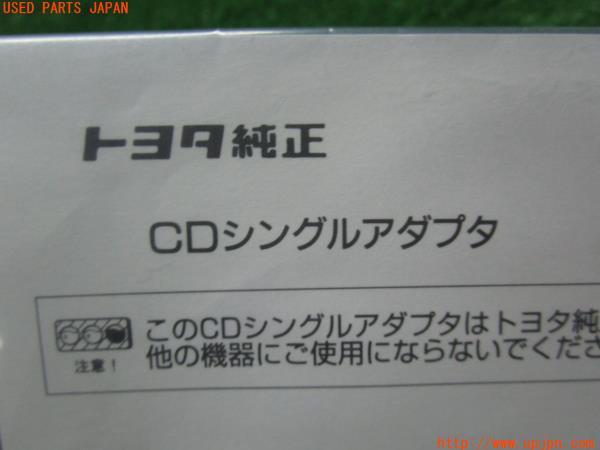 USED PARTS JAPAN
トヨタ純正
CDシングルアダプタ
このCDシングルアダプタはトヨタ純
他の機器にご使用にならないでくださ
注意!
http://www.upjpn.com